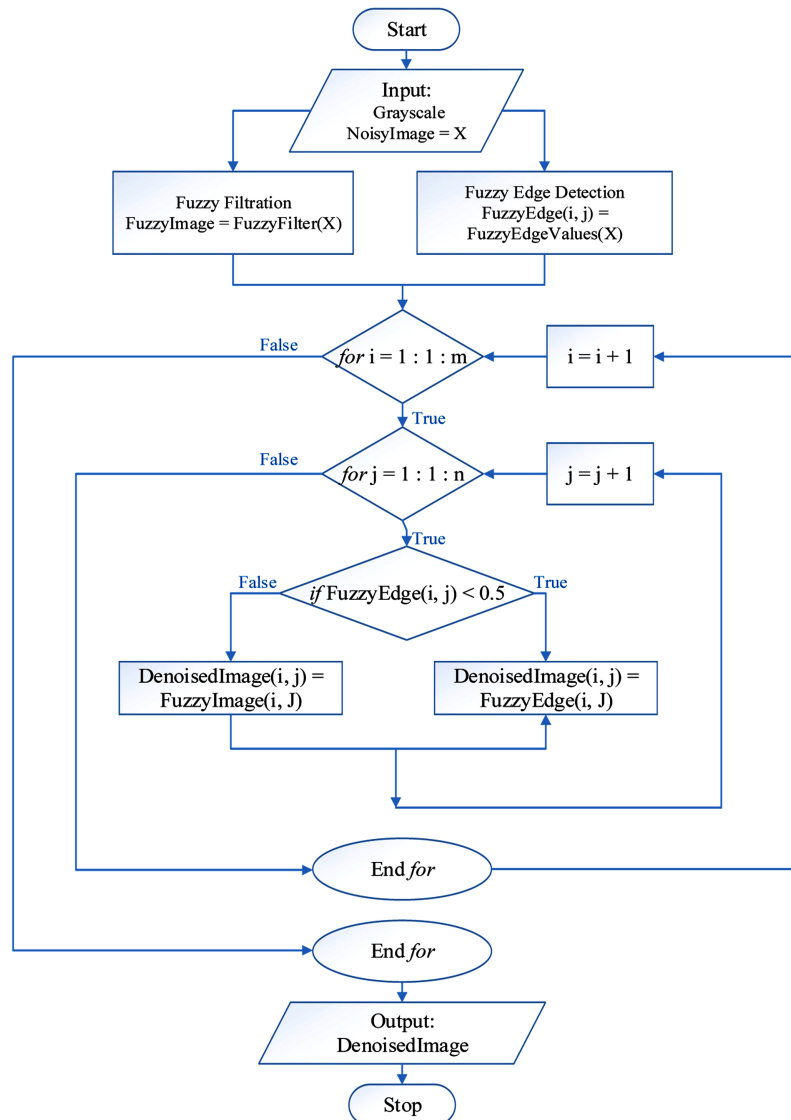 Start
Input:
Grayscale
NoisyImage = X
Fuzzy Filtration
FuzzyImage = FuzzyFilter(X)
Fuzzy Edge Detection
FuzzyEdge(i, j) =
FuzzyEdgeValues(X)
False
for i = 1 : 1 : m
i = i + 1
True
False
for j = 1 : 1 : n
j = j + 1
True
False
if FuzzyEdge(i, j) < 0.5
True
DenoisedImage(i, j) =
FuzzyImage(i, J)
DenoisedImage(i, j) =
FuzzyEdge(i, J)
End for
End for
Output:
DenoisedImage
Stop